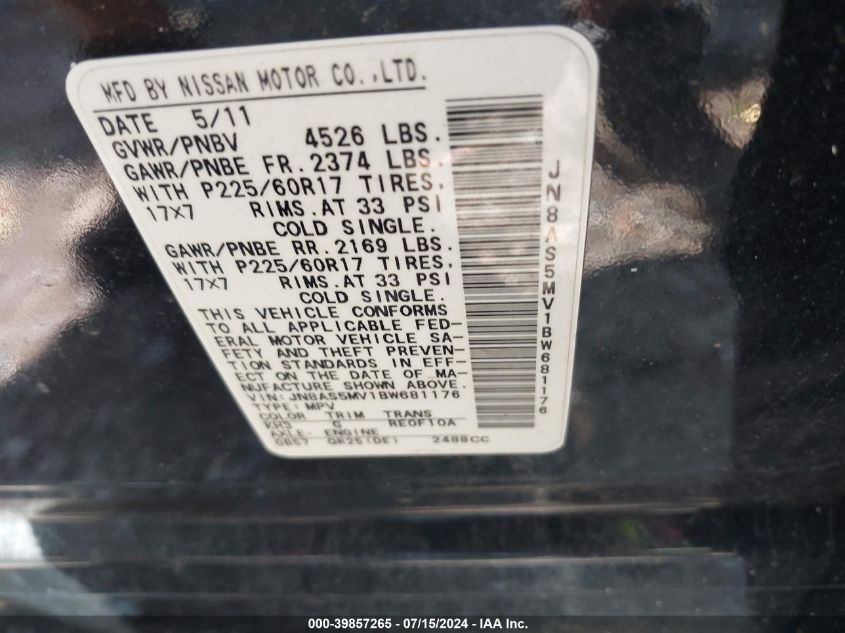 MFD BY NISSAN MOTOR CO.,LTD.
DATE 5/11
GVWR/PNBV 4526 LBS.
GAWR/PNBE FR. 2374 LBS.
WITH P225/60R17 TIRES,
17X7 RIMS.AT 33 PSI
COLD SINGLE.
GAWR/PNBE RR. 2169 LBS.
WITH P225/60R17 TIRES,
17X7 RIMS.AT 33 PSI
COLD SINGLE.
THIS VEHICLE CONFORMS
TO ALL APPLICABLE FED-
ERAL MOTOR VEHICLE SA-
FETY AND THEFT PREVEN-
TION STANDARDS IN EFF-
ECT ON THE DATE OF MA-
NUFACTURE SHOWN ABOVE.
VIN: JN8AS5MV1BW681176
TYPE: MPV
COLOR TRIM TRANS
KH3 G RE0F10A
AXLE ENGINE
GB57 QR25(DE) 2488CC
JN8AS5MV1BW681176
000-39857265 - 07/15/2024 - IAA Inc.